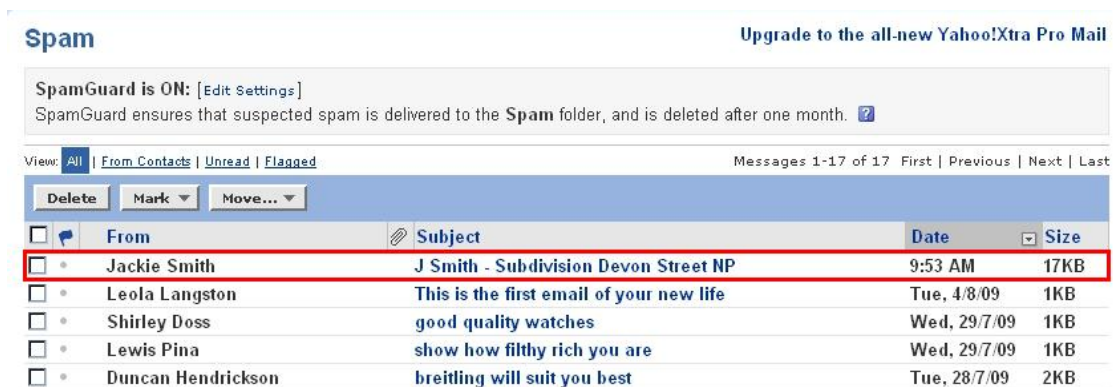 Spam
Upgrade to the all-new Yahoo!Xtra Pro Mail
SpamGuard is ON: [Edit Settings]
SpamGuard ensures that suspected spam is delivered to the Spam folder, and is deleted after one month. ?
View: All | From Contacts | Unread | Flagged
Messages 1-17 of 17 First | Previous | Next | Last
Delete Mark Move...
From Subject Date Size
Jackie Smith J Smith - Subdivision Devon Street NP 9:53 AM 17KB
Leola Langston This is the first email of your new life Tue, 4/8/09 1KB
Shirley Doss good quality watches Wed, 29/7/09 1KB
Lewis Pina show how filthy rich you are Wed, 29/7/09 1KB
Duncan Hendrickson breitling will suit you best Tue, 28/7/09 2KB